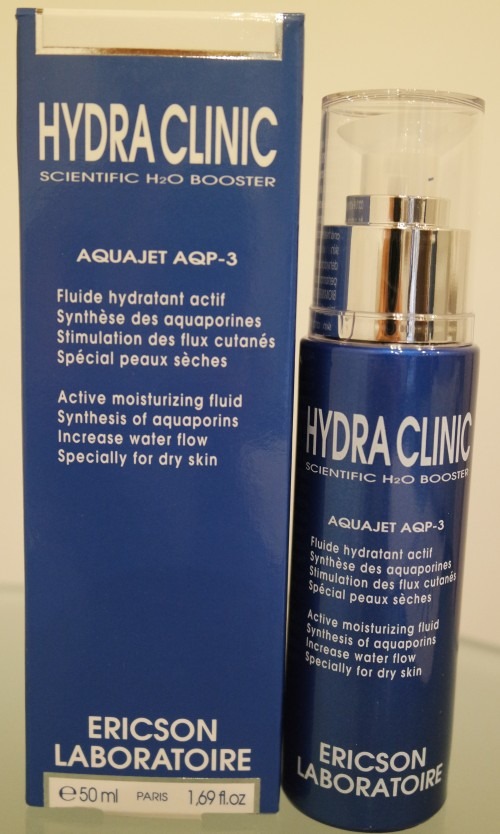 HYDRA CLINIC
SCIENTIFIC H₂O BOOSTER
AQUAJET AQP-3
Fluide hydratant actif
Synthèse des aquaporines
Stimulation des flux cutanés
Spécial peaux sèches
Active moisturizing fluid
Synthesis of aquaporins
Increase water flow
Specially for dry skin
ERICSON
LABORATOIRE
℮50 ml PARIS 1,69 fl.oz
HYDRA CLINIC
SCIENTIFIC H₂O BOOSTER
AQUAJET AQP-3
Fluide hydratant actif
Synthèse des aquaporines
Stimulation des flux cutanés
Spécial peaux sèches
Active moisturizing fluid
Synthesis of aquaporins
Increase water flow
Specially for dry skin
ERICSON
LABORATOIRE